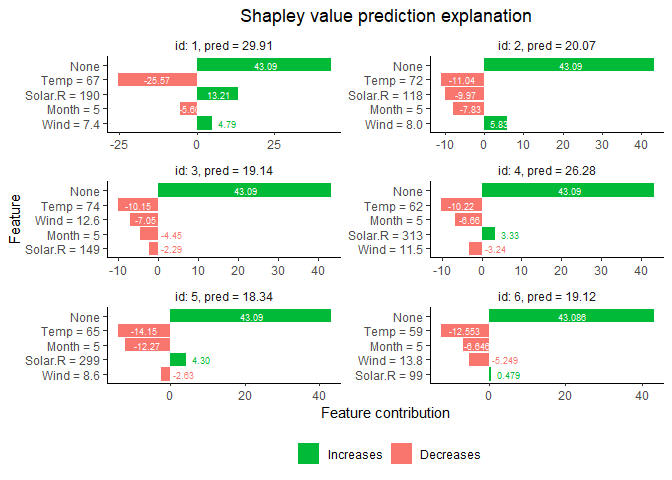 Shapley value prediction explanation
id: 1, pred = 29.91
None 43.09
Temp = 67 -25.57
Solar.R = 190 13.21
Month = 5
Wind = 7.4 4.79
-25 0 25
id: 2, pred = 20.07
None 43.09
Temp = 72 -11.04
Solar.R = 118 -9.97
Month = 5 -7.83
Wind = 8.0 5.83
-10 0 10 20 30 40
id: 3, pred = 19.14
None 43.09
Temp = 74 -10.15
Wind = 12.6 -7.05
Month = 5 -4.45
Solar.R = 149 -2.29
-10 0 10 20 30 40
id: 4, pred = 26.28
None 43.09
Temp = 62 -10.22
Month = 5 -6.66
Solar.R = 313 3.33
Wind = 11.5 -3.24
-10 0 10 20 30 40
id: 5, pred = 18.34
None 43.09
Temp = 65 -14.15
Month = 5 -12.27
Solar.R = 299 4.30
Wind = 8.6 -2.63
0 20 40
id: 6, pred = 19.12
None 43.086
Temp = 59 -12.553
Month = 5 -6.646
Wind = 13.8 -5.249
Solar.R = 99 0.479
0 20 40
Feature
Feature contribution
Increases Decreases